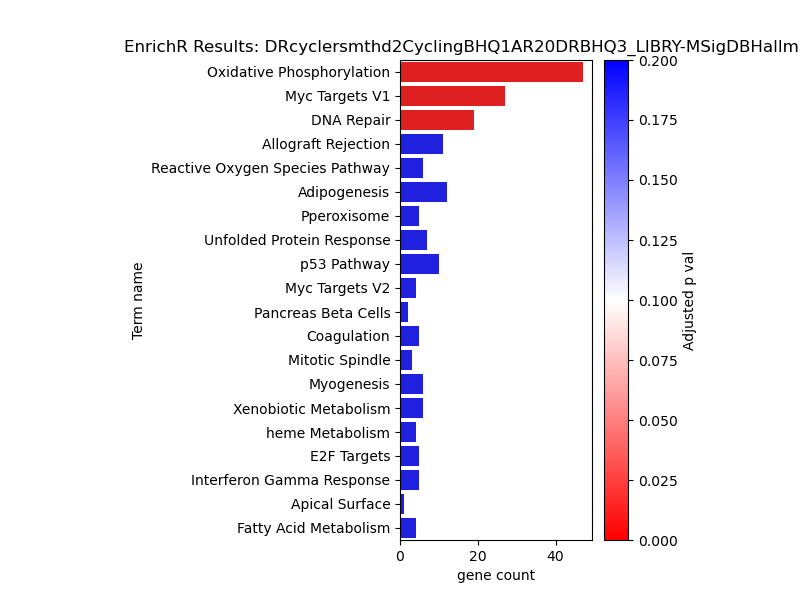 EnrichR Results: DRcyclersmthd2CyclingBHQ1AR20DRBHQ3_LIBRY-MSigDBHallm
Oxidative Phosphorylation
Myc Targets V1
DNA Repair
Allograft Rejection
Reactive Oxygen Species Pathway
Adipogenesis
Pperoxisome
Unfolded Protein Response
p53 Pathway
Myc Targets V2
Pancreas Beta Cells
Coagulation
Mitotic Spindle
Myogenesis
Xenobiotic Metabolism
heme Metabolism
E2F Targets
Interferon Gamma Response
Apical Surface
Fatty Acid Metabolism
Term name
0 20 40
gene count
0.200
0.175
0.150
0.125
0.100
0.075
0.050
0.025
0.000
Adjusted p val